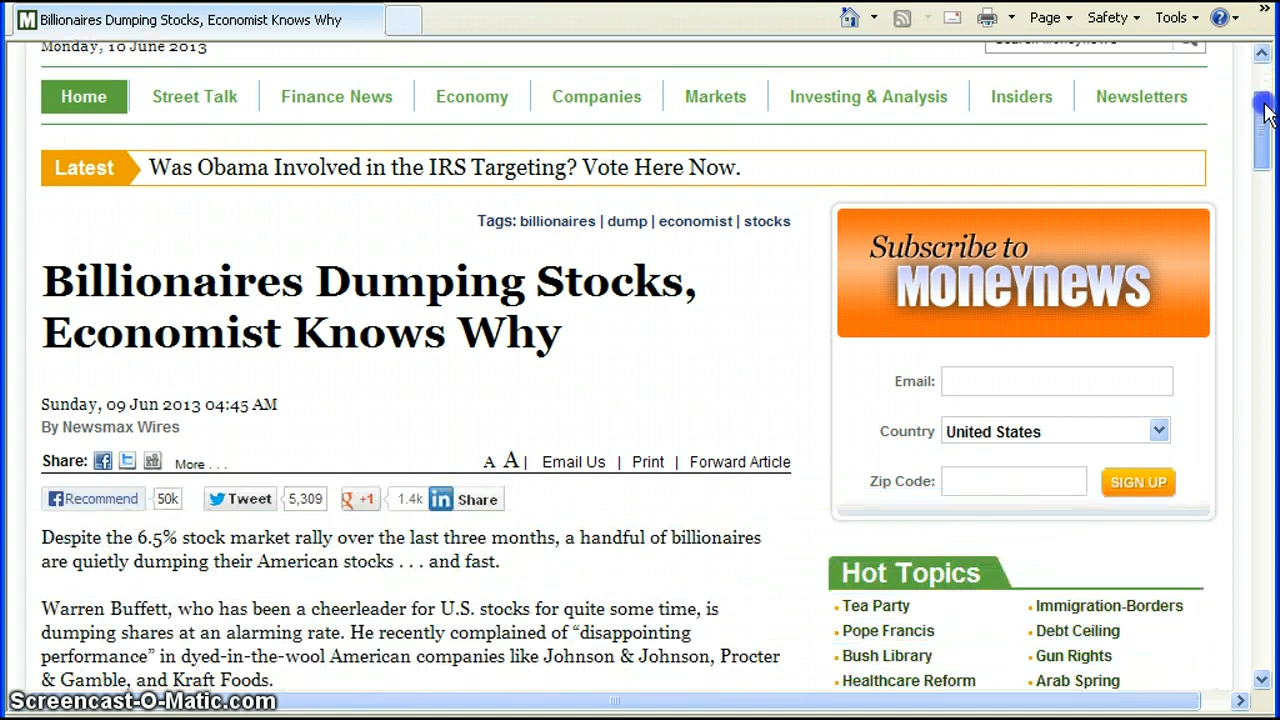 Billionaires Dumping Stocks, Economist Knows Why
Page Safety Tools
Monday, 10 June 2013
Home Street Talk Finance News Economy Companies Markets Investing & Analysis Insiders Newsletters
Latest Was Obama Involved in the IRS Targeting? Vote Here Now.
Tags: billionaires | dump | economist | stocks
Billionaires Dumping Stocks,
Economist Knows Why
Sunday, 09 Jun 2013 04:45 AM
By Newsmax Wires
Share: More . . .
A A | Email Us | Print | Forward Article
Recommend 50k Tweet 5,309 +1 1.4k in Share
Despite the 6.5% stock market rally over the last three months, a handful of billionaires
are quietly dumping their American stocks . . . and fast.
Warren Buffett, who has been a cheerleader for U.S. stocks for quite some time, is
dumping shares at an alarming rate. He recently complained of “disappointing
performance” in dyed-in-the-wool American companies like Johnson & Johnson, Procter
& Gamble, and Kraft Foods.
Subscribe to
MONEYNEWS
Email:
Country United States
Zip Code: SIGN UP
Hot Topics
Tea Party
Pope Francis
Bush Library
Healthcare Reform
Immigration-Borders
Debt Ceiling
Gun Rights
Arab Spring
Screencast-O-Matic.com